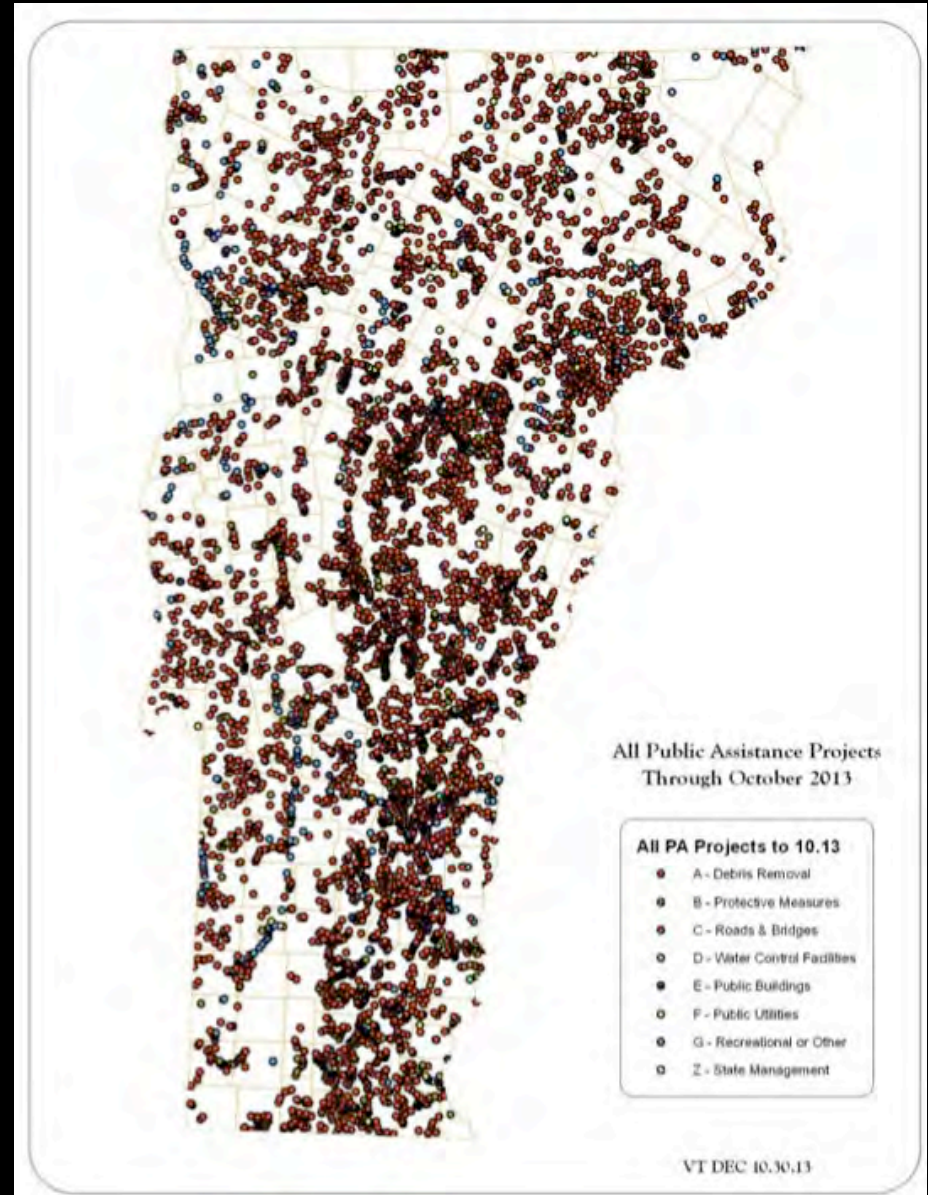 All Public Assistance Projects
Through October 2013
All PA Projects to 10.13
A - Debris Removal
B - Protective Measures
C - Roads & Bridges
D - Water Control Facilities
E - Public Buildings
F - Public Utilities
G - Recreational or Other
Z - State Management
VT DEC 10.30.13